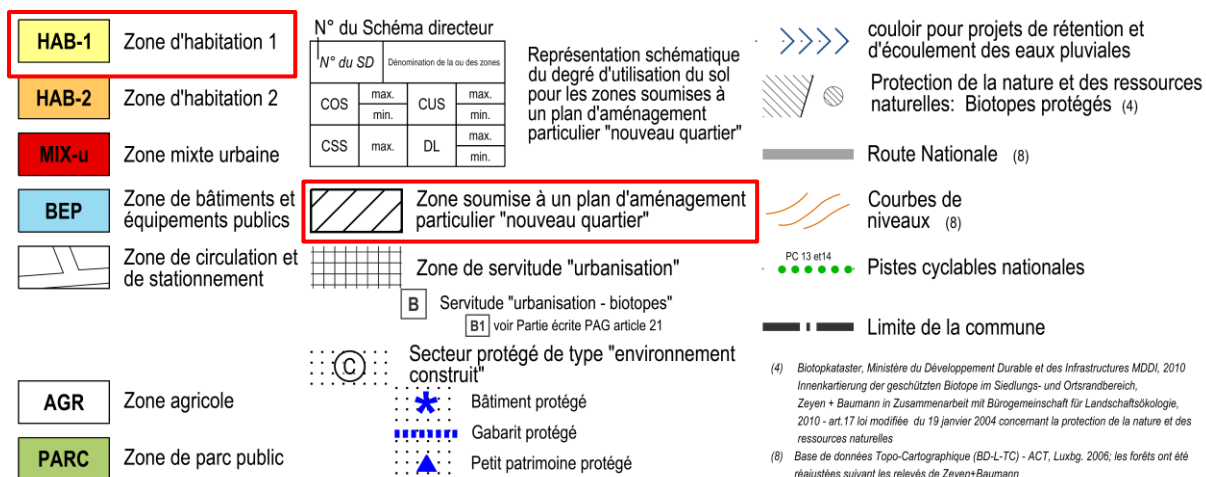 HAB-1 Zone d'habitation 1
HAB-2 Zone d'habitation 2
MIX-u Zone mixte urbaine
BEP Zone de bâtiments et
équipements publics
Zone de circulation et
de stationnement
AGR Zone agricole
PARC Zone de parc public
N° du Schéma directeur
N° du SD Dénomination de la ou des zones
COS max. CUS max.
min. min.
CSS max. DL max.
min.
Représentation schématique
du degré d'utilisation du sol
pour les zones soumises à
un plan d'aménagement
particulier "nouveau quartier"
Zone soumise à un plan d'aménagement
particulier "nouveau quartier"
Zone de servitude "urbanisation"
B Servitude "urbanisation - biotopes"
B1 voir Partie écrite PAG article 21
C Secteur protégé de type "environnement
construit"
Bâtiment protégé
Gabarit protégé
Petit patrimoine protégé
couloir pour projets de rétention et
d'écoulement des eaux pluviales
Protection de la nature et des ressources
naturelles: Biotopes protégés (4)
Route Nationale (8)
Courbes de
niveaux (8)
PC 13 et14
Pistes cyclables nationales
Limite de la commune
(4) Biotopkataster, Ministère du Développement Durable et des Infrastructures MDDI, 2010
Innenkartierung der geschützten Biotope im Siedlungs- und Ortsrandbereich,
Zeyen + Baumann in Zusammenarbeit mit Bürogemeinschaft für Landschaftsökologie,
2010 - art.17 loi modifiée du 19 janvier 2004 concernant la protection de la nature et des
ressources naturelles
(8) Base de données Topo-Cartographique (BD-L-TC) - ACT, Luxbg. 2006; les forêts ont été
réajustées suivant les relevés de Zeyen+Baumann